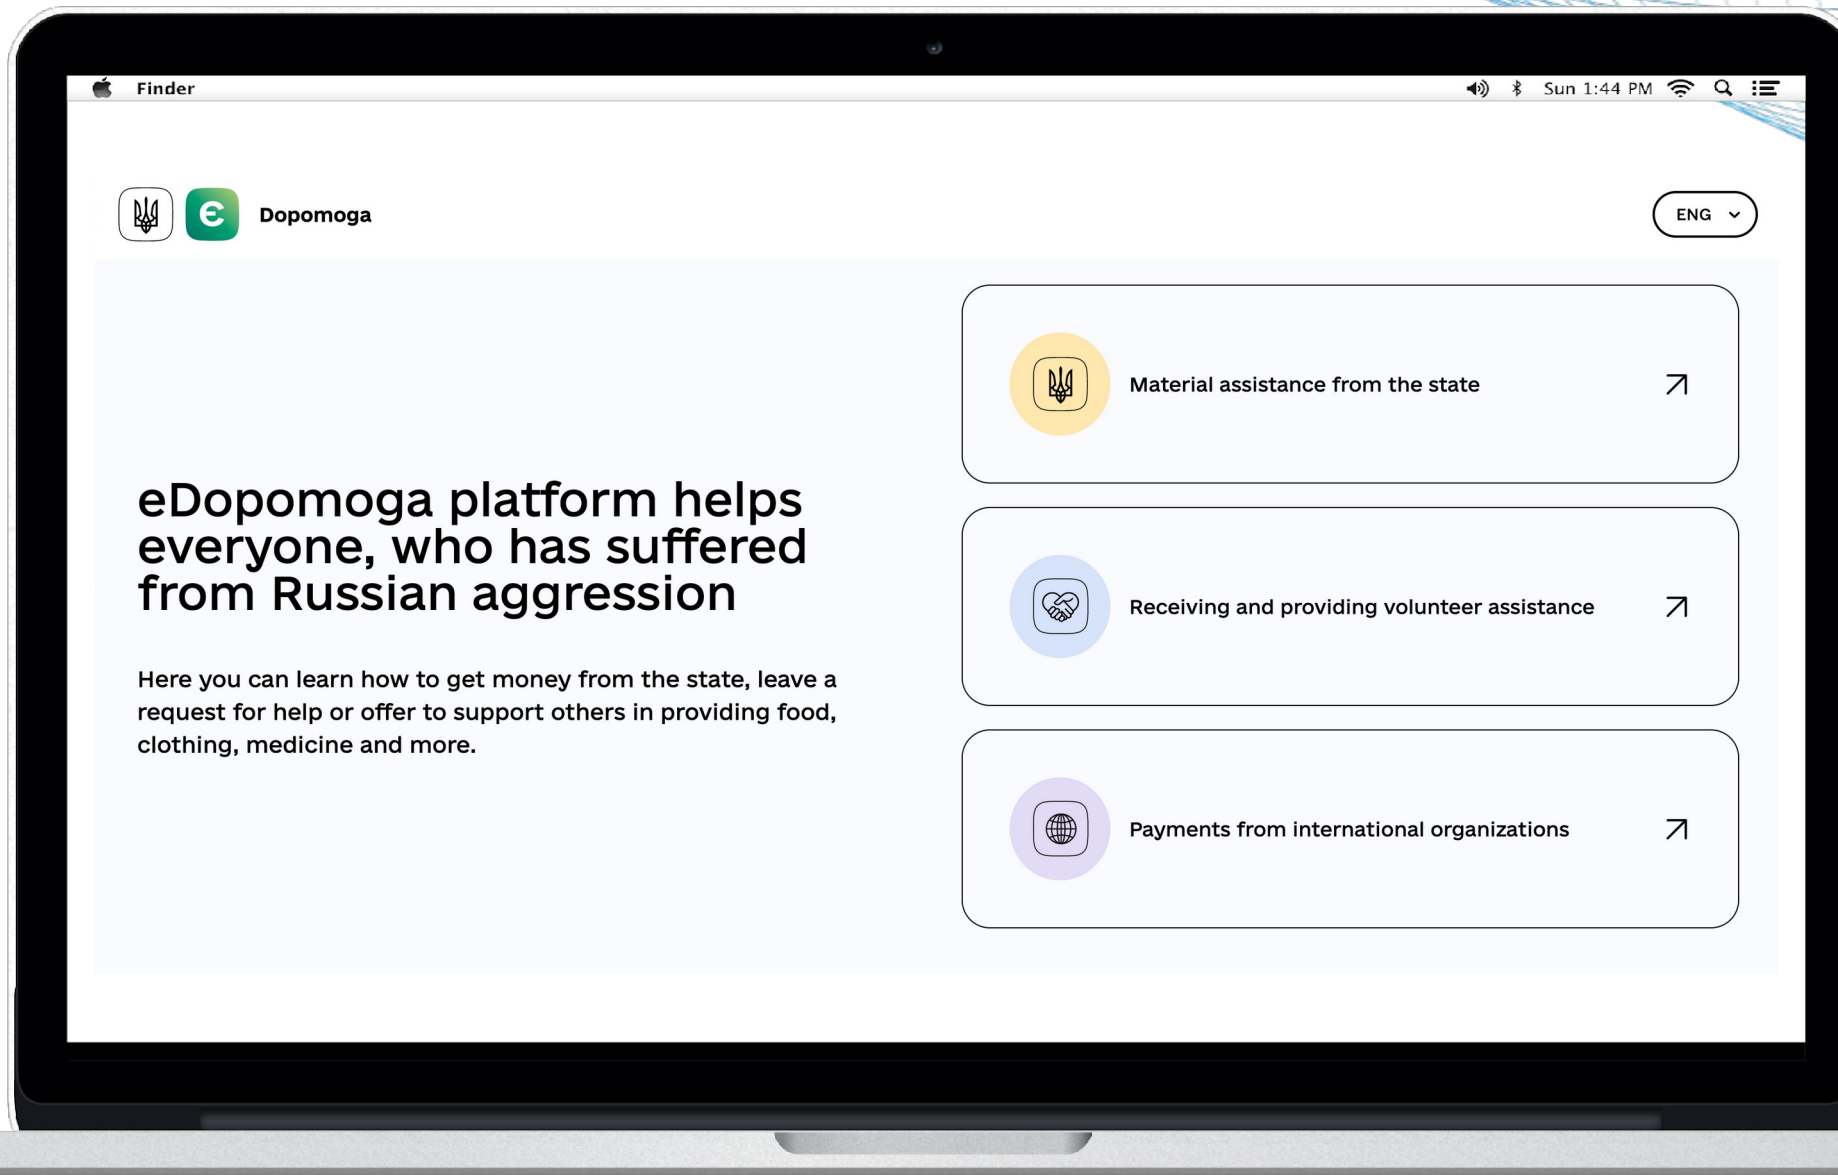 Finder
Sun 1:44 PM
є Dopomoga
ENG
eDopomoga platform helps
everyone, who has suffered
from Russian aggression
Here you can learn how to get money from the state, leave a
request for help or offer to support others in providing food,
clothing, medicine and more.
Material assistance from the state
Receiving and providing volunteer assistance
Payments from international organizations